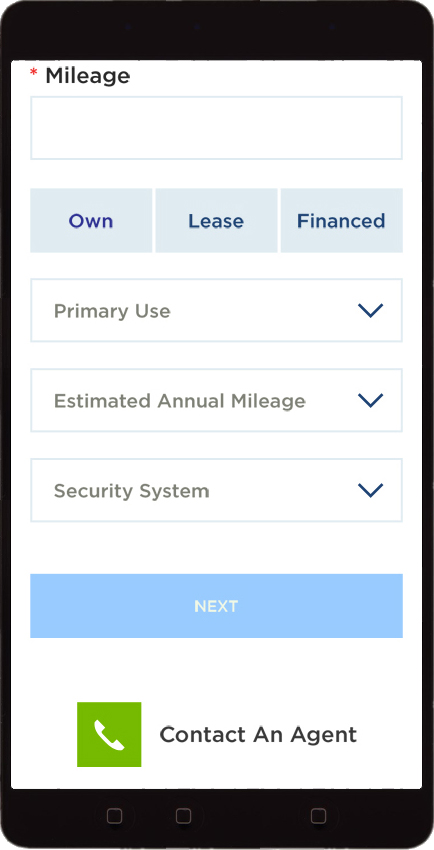 * Mileage
Own Lease Financed
Primary Use
Estimated Annual Mileage
Security System
NEXT
Contact An Agent